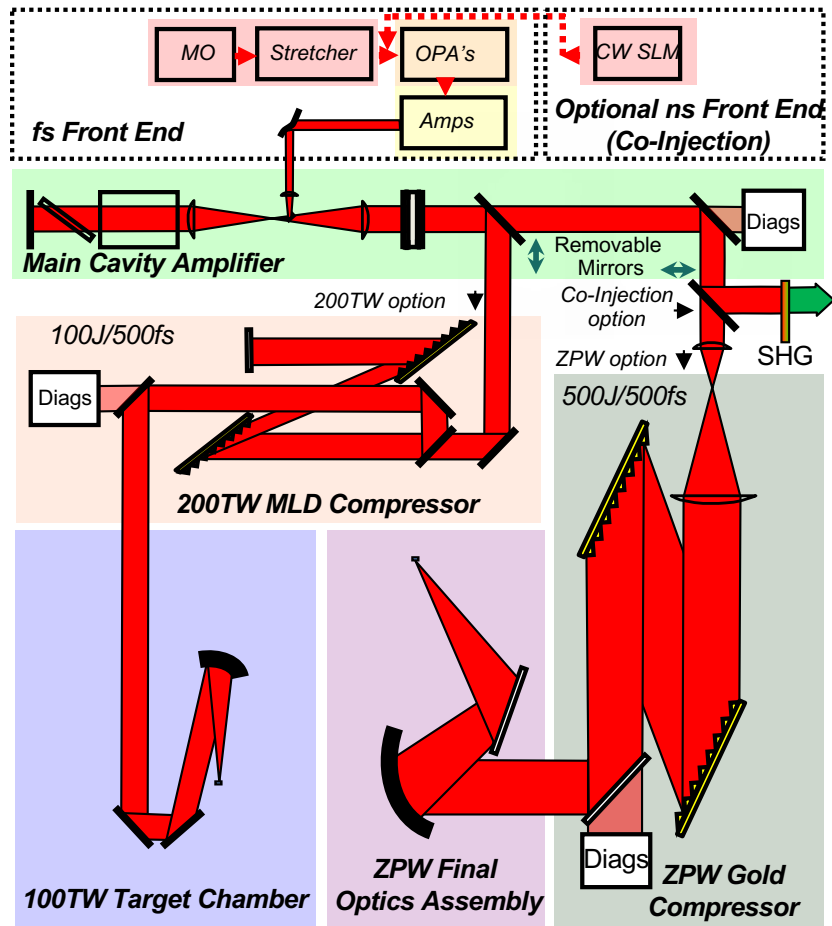 MO
Stretcher
OPA's
CW SLM
Amps
fs Front End
Optional ns Front End
(Co-Injection)
Diags
Main Cavity Amplifier
Removable
Mirrors
200TW option
Co-Injection
option
100J/500fs
ZPW option
SHG
Diags
500J/500fs
200TW MLD Compressor
Diags
100TW Target Chamber
ZPW Final
Optics Assembly
ZPW Gold
Compressor